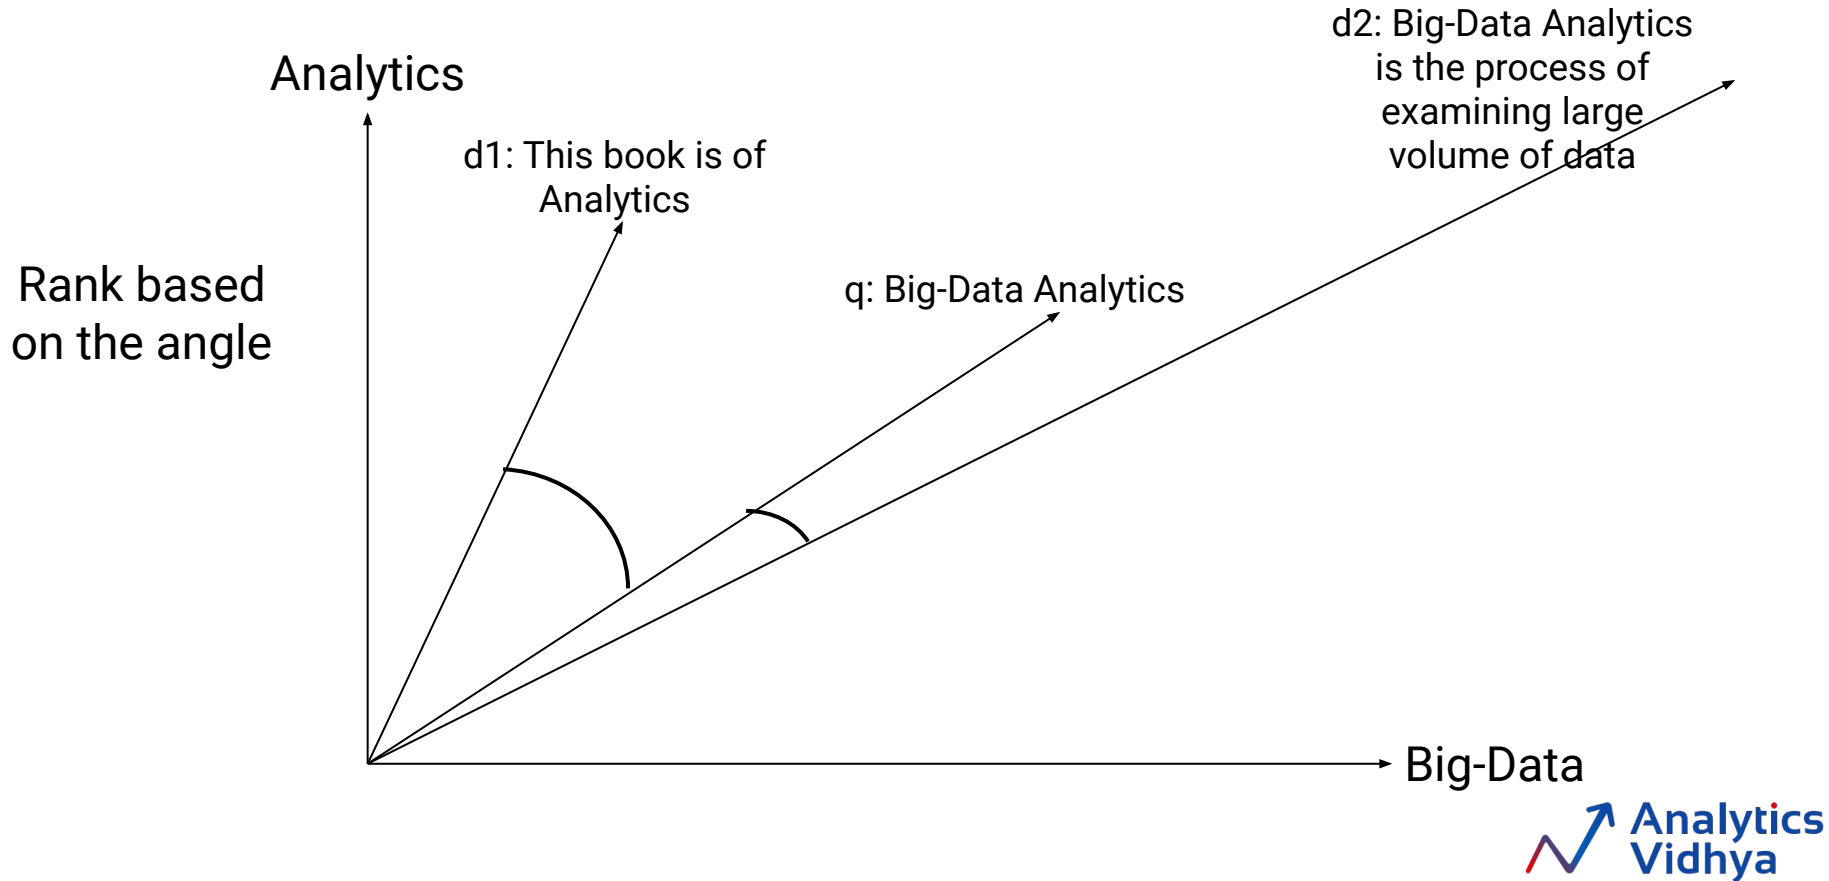 d2: Big-Data Analytics
is the process of
examining large
volume of data
Analytics
d1: This book is of
Analytics
Rank based
on the angle
q: Big-Data Analytics
Big-Data
Analytics
Vidhya